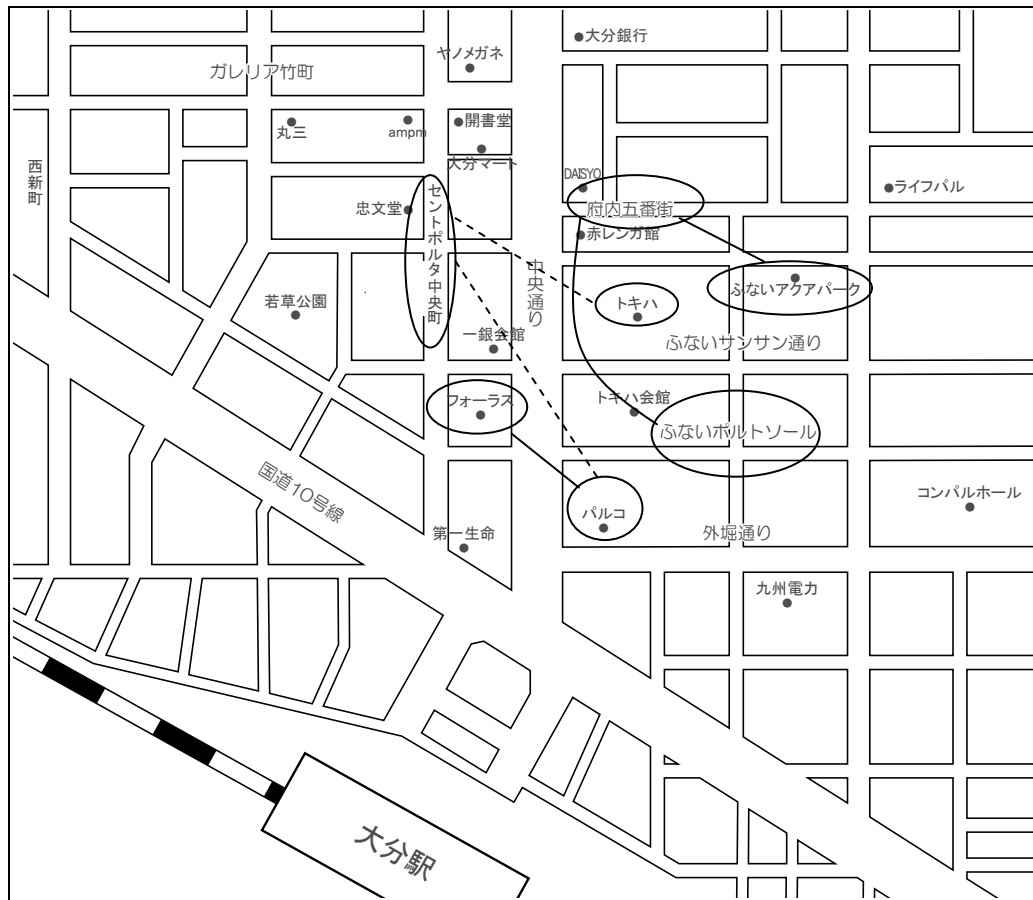 大分銀行
ヤノメガネ
ガレリア竹町
丸三
ampm
開書堂
大分マート
西新町
DAISYO
ライフパル
忠文堂
セントポルタ中央町
府内五番街
赤レンガ館
中央通り
ふないアクアパーク
若草公園
トキハ
一銀会館
ふないサンサン通り
フォーラス
トキハ会館
ふないポルトソール
国道10号線
コンパルホール
パルコ
第一生命
外堀通り
九州電力
大分駅